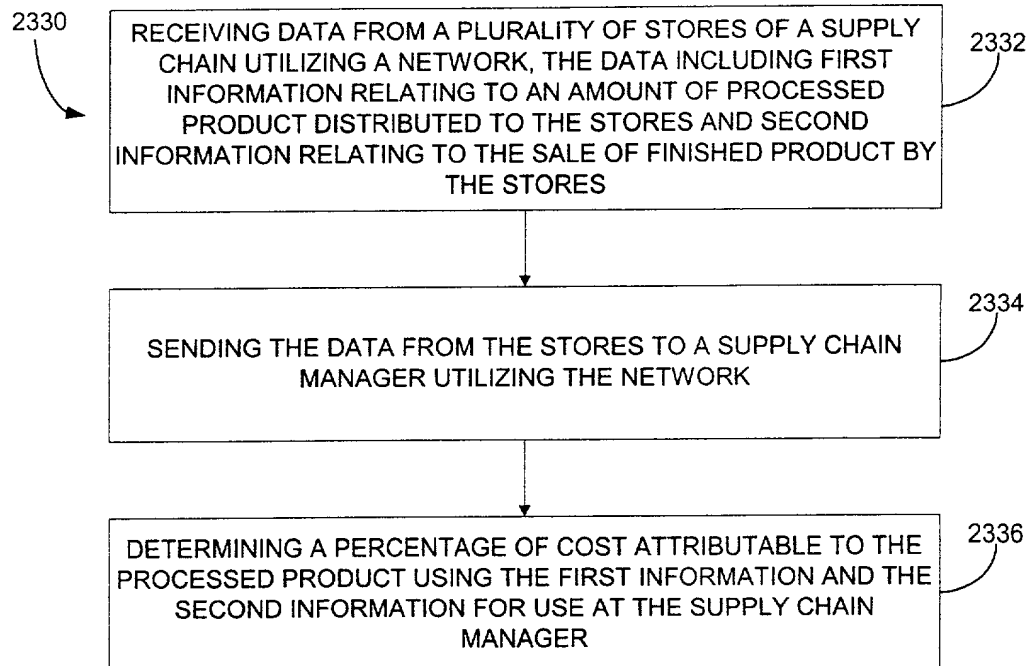 2330
RECEIVING DATA FROM A PLURALITY OF STORES OF A SUPPLY
CHAIN UTILIZING A NETWORK, THE DATA INCLUDING FIRST
INFORMATION RELATING TO AN AMOUNT OF PROCESSED
PRODUCT DISTRIBUTED TO THE STORES AND SECOND
INFORMATION RELATING TO THE SALE OF FINISHED PRODUCT BY
THE STORES
2332
SENDING THE DATA FROM THE STORES TO A SUPPLY CHAIN
MANAGER UTILIZING THE NETWORK
2334
DETERMINING A PERCENTAGE OF COST ATTRIBUTABLE TO THE
PROCESSED PRODUCT USING THE FIRST INFORMATION AND THE
SECOND INFORMATION FOR USE AT THE SUPPLY CHAIN
MANAGER
2336